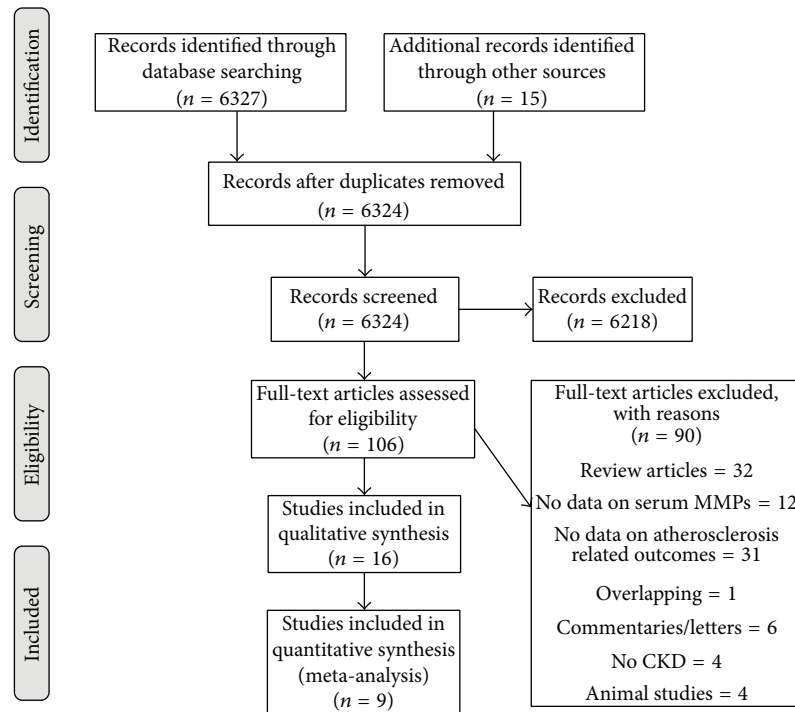 Identification
Records identified through
database searching
(n = 6327)
Additional records identified
through other sources
(n = 15)
Records after duplicates removed
(n = 6324)
Screening
Records screened
(n = 6324)
Records excluded
(n = 6218)
Eligibility
Full-text articles assessed
for eligibility
(n = 106)
Full-text articles excluded,
with reasons
(n = 90)
Review articles = 32
No data on serum MMPs = 12
No data on atherosclerosis
related outcomes = 31
Overlapping = 1
Commentaries/letters = 6
No CKD = 4
Animal studies = 4
Studies included in
qualitative synthesis
(n = 16)
Included
Studies included in
quantitative synthesis
(meta-analysis)
(n = 9)